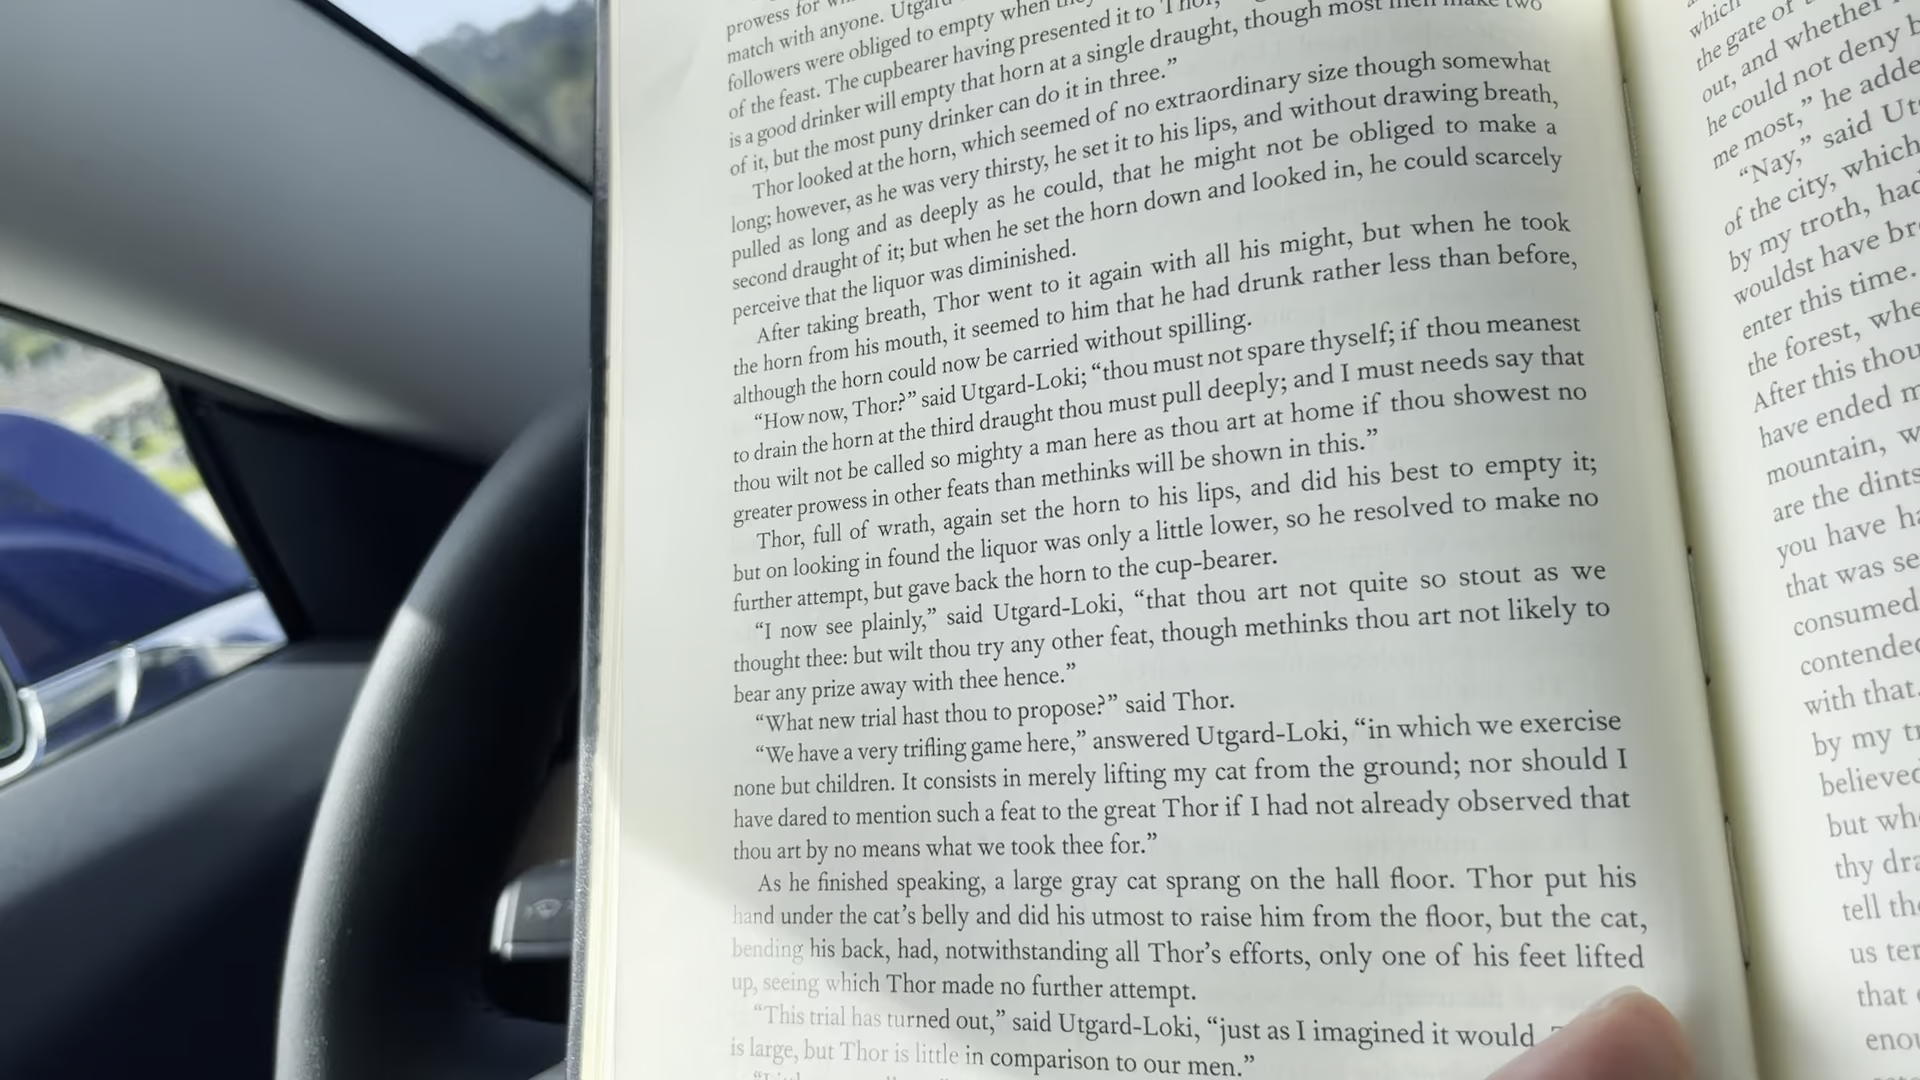 prowess for
match with anyone. Utgard
followers were obliged to empty when
of the feast. The cupbearer having presented it to Thor,
is a good drinker will empty that horn at a single draught, though most men make two
of it, but the most puny drinker can do it in three.”
Thor looked at the horn, which seemed of no extraordinary size though somewhat
long; however, as he was very thirsty, he set it to his lips, and without drawing breath,
pulled as long and as deeply as he could, that he might not be obliged to make a
second draught of it; but when he set the horn down and looked in, he could scarcely
perceive that the liquor was diminished.
After taking breath, Thor went to it again with all his might, but when he took
the horn from his mouth, it seemed to him that he had drunk rather less than before,
although the horn could now be carried without spilling.
“How now, Thor?” said Utgard-Loki; “thou must not spare thyself; if thou meanest
to drain the horn at the third draught thou must pull deeply; and I must needs say that
thou wilt not be called so mighty a man here as thou art at home if thou showest no
greater prowess in other feats than methinks will be shown in this.”
Thor, full of wrath, again set the horn to his lips, and did his best to empty it;
but on looking in found the liquor was only a little lower, so he resolved to make no
further attempt, but gave back the horn to the cup-bearer.
“I now see plainly,” said Utgard-Loki, “that thou art not quite so stout as we
thought thee: but wilt thou try any other feat, though methinks thou art not likely to
bear any prize away with thee hence.”
“What new trial hast thou to propose?” said Thor.
“We have a very trifling game here,” answered Utgard-Loki, “in which we exercise
none but children. It consists in merely lifting my cat from the ground; nor should I
have dared to mention such a feat to the great Thor if I had not already observed that
thou art by no means what we took thee for.”
As he finished speaking, a large gray cat sprang on the hall floor. Thor put his
hand under the cat’s belly and did his utmost to raise him from the floor, but the cat,
bending his back, had, notwithstanding all Thor’s efforts, only one of his feet lifted
up, seeing which Thor made no further attempt.
“This trial has turned out,” said Utgard-Loki, “just as I imagined it would
is large, but Thor is little in comparison to our men.”
which
the gate of
out, and whether
he could not deny
me most,” he adde
“Nay,” said Ut
of the city, which
by my troth, had
wouldst have br
enter this time.
the forest, whe
After this thou
have ended m
mountain, w
are the dints
you have ha
that was se
consumed
contended
with that.
by my tr
believed
but wh
thy dra
tell the
us ter
that
enou